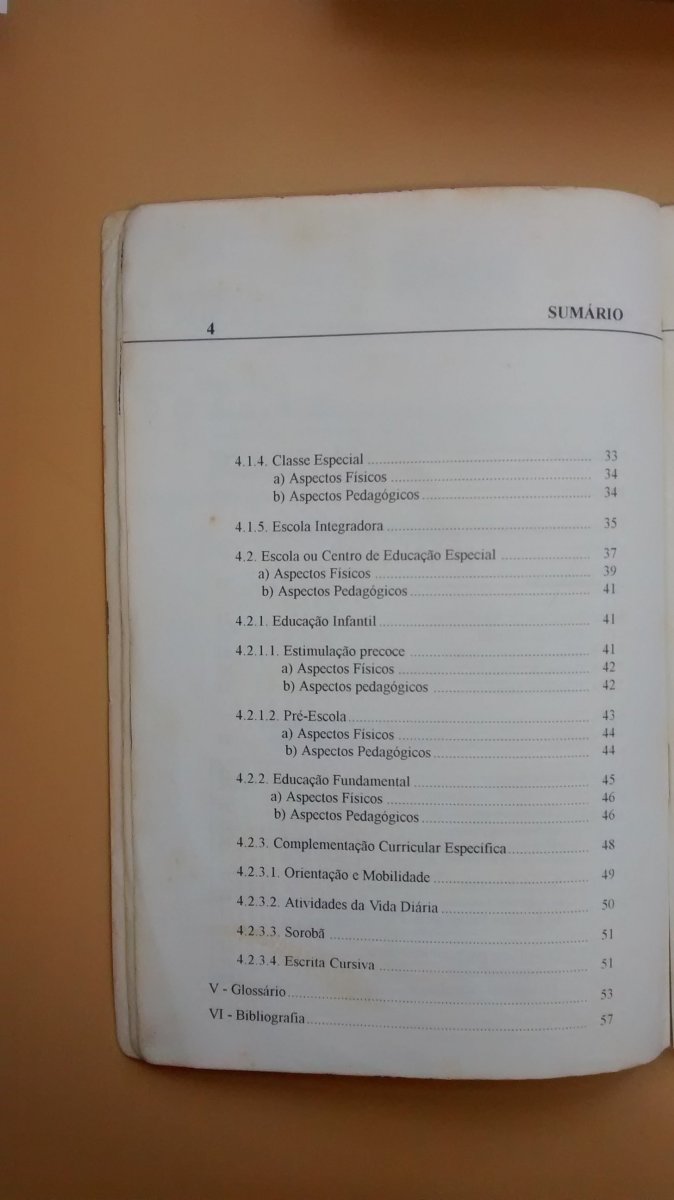 4
SUMÁRIO
4.1.4. Classe Especial 33
a) Aspectos Físicos 34
b) Aspectos Pedagógicos 34
4.1.5. Escola Integradora 35
4.2. Escola ou Centro de Educação Especial 37
a) Aspectos Físicos 39
b) Aspectos Pedagógicos 41
4.2.1. Educação Infantil 41
4.2.1.1. Estimulação precoce 41
a) Aspectos Físicos 42
b) Aspectos pedagógicos 42
4.2.1.2. Pré-Escola 43
a) Aspectos Físicos 44
b) Aspectos Pedagógicos 44
4.2.2. Educação Fundamental 45
a) Aspectos Físicos 46
b) Aspectos Pedagógicos 46
4.2.3. Complementação Curricular Específica 48
4.2.3.1. Orientação e Mobilidade 49
4.2.3.2. Atividades da Vida Diária 50
4.2.3.3. Sorobã 51
4.2.3.4. Escrita Cursiva 51
V - Glossário 53
VI - Bibliografia 57